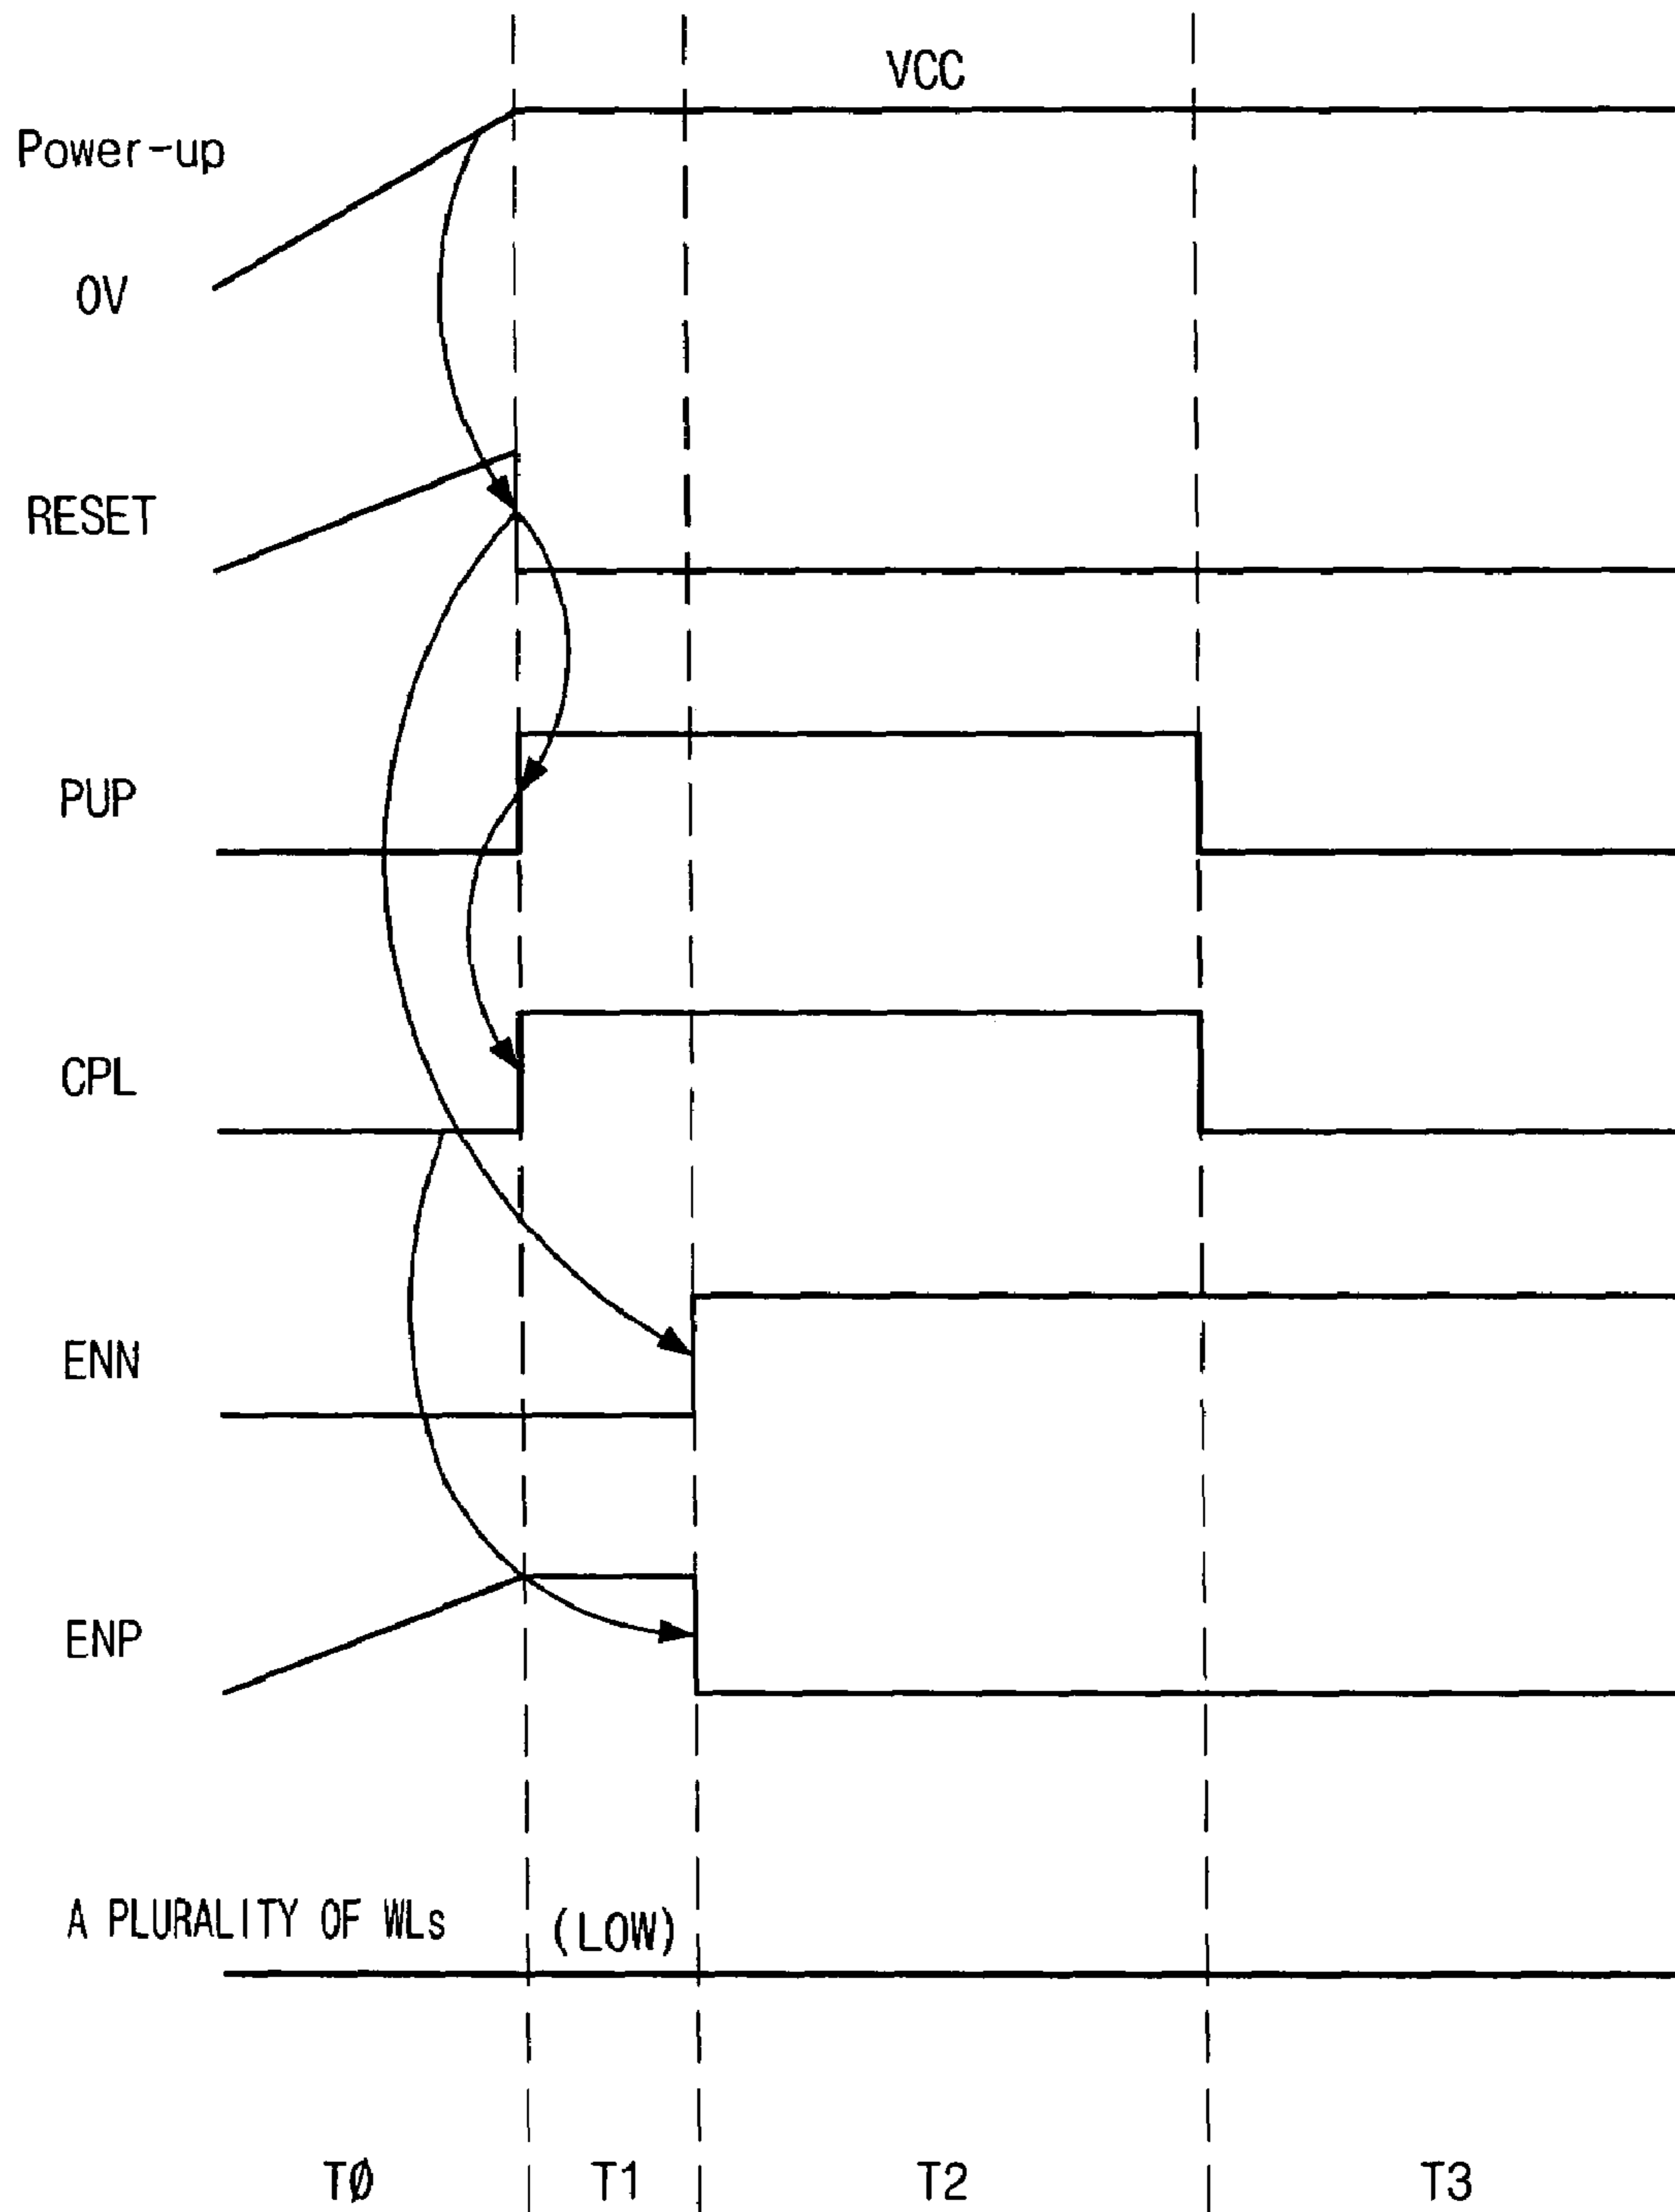 VCC
Power-up
0V
RESET
PUP
CPL
ENN
ENP
A PLURALITY OF WLs (LOW)
TØ T1 T2 T3